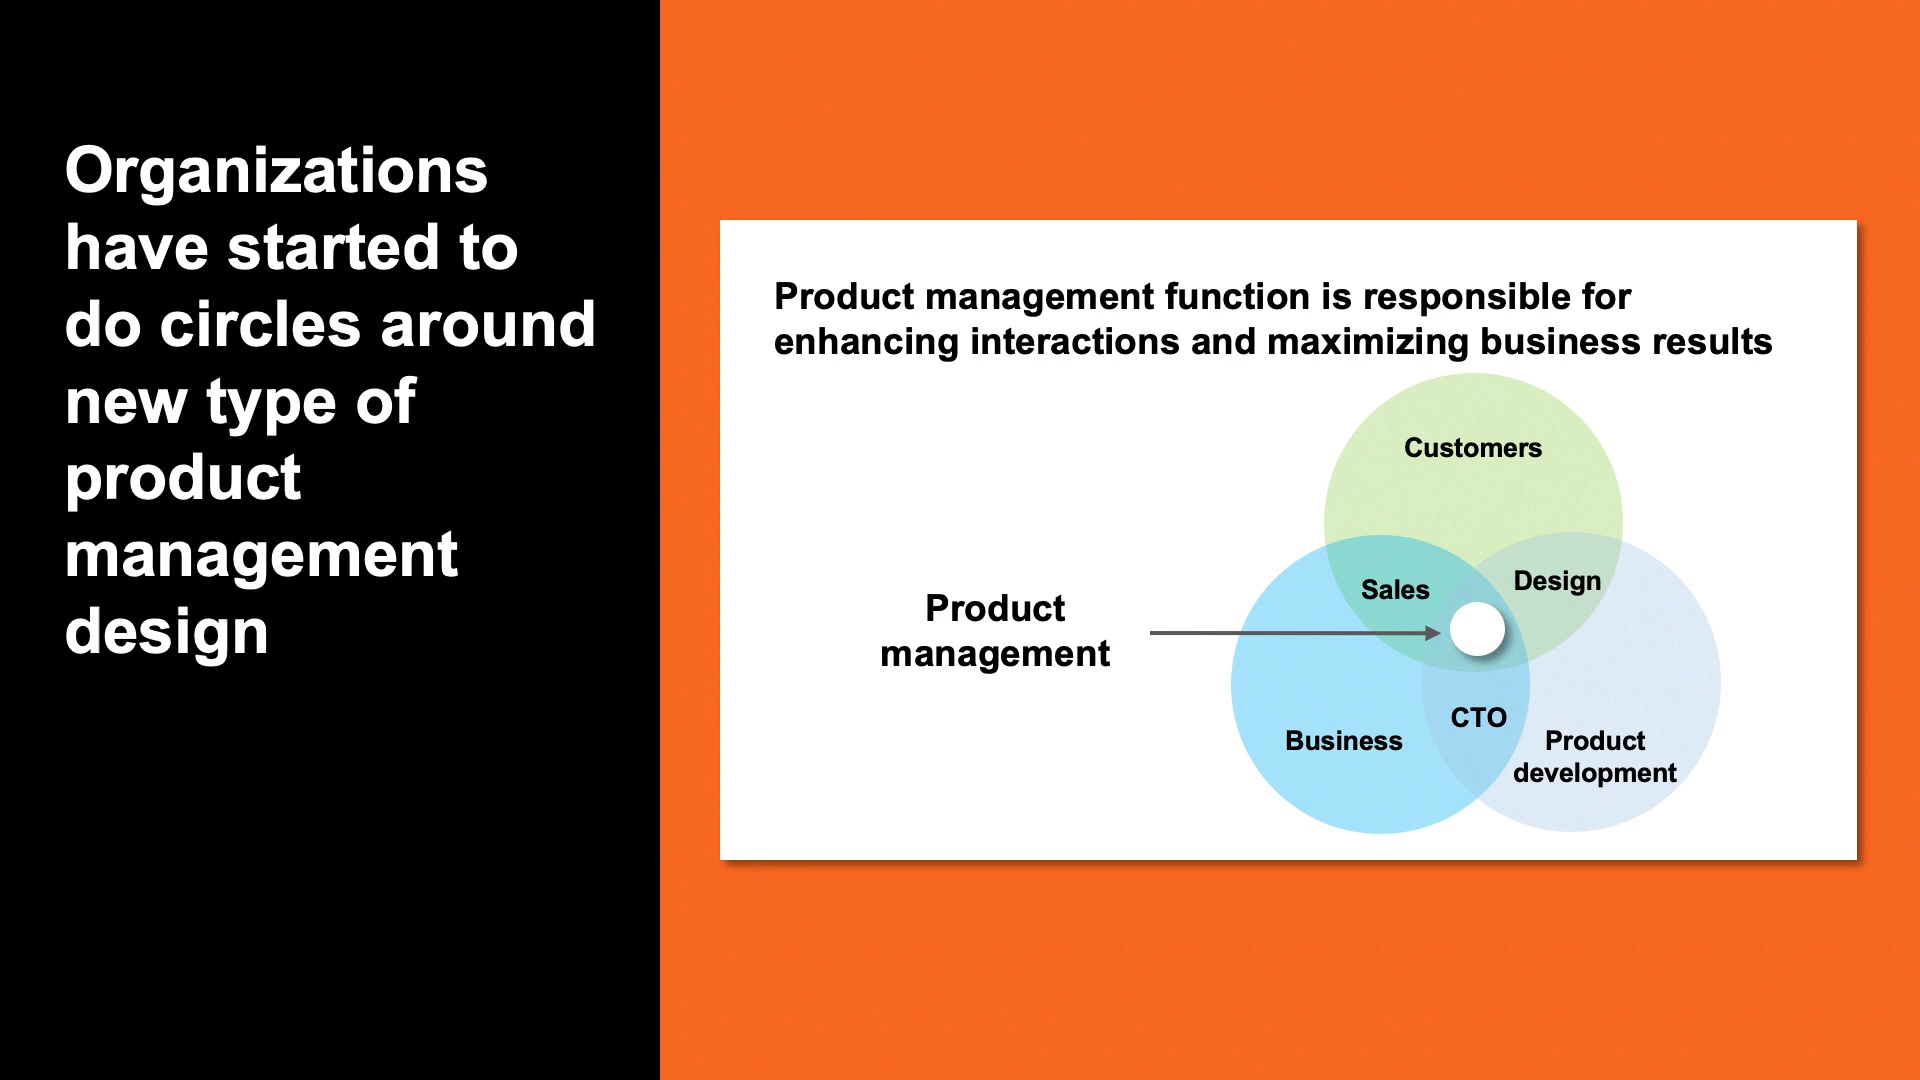 Organizations
have started to
do circles around
new type of
product
management
design
Product management function is responsible for
enhancing interactions and maximizing business results
Customers
Sales
Design
Product
management
CTO
Business
Product
development